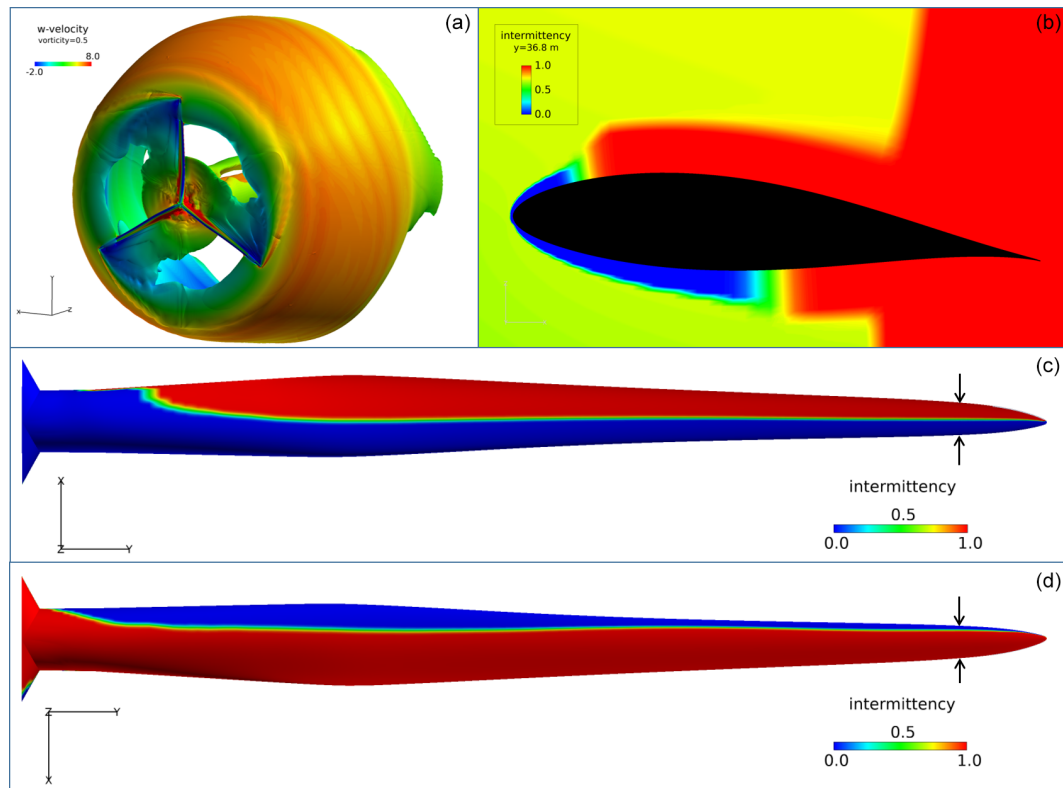 (a)
w-velocity
vorticity=0.5
8.0
-2.0
Y
X
Z
(b)
intermittency
y=36.8 m
1.0
0.5
0.0
(c)
X
Z
Y
intermittency
0.5
0.0
1.0
(d)
Z
Y
X
intermittency
0.5
0.0
1.0